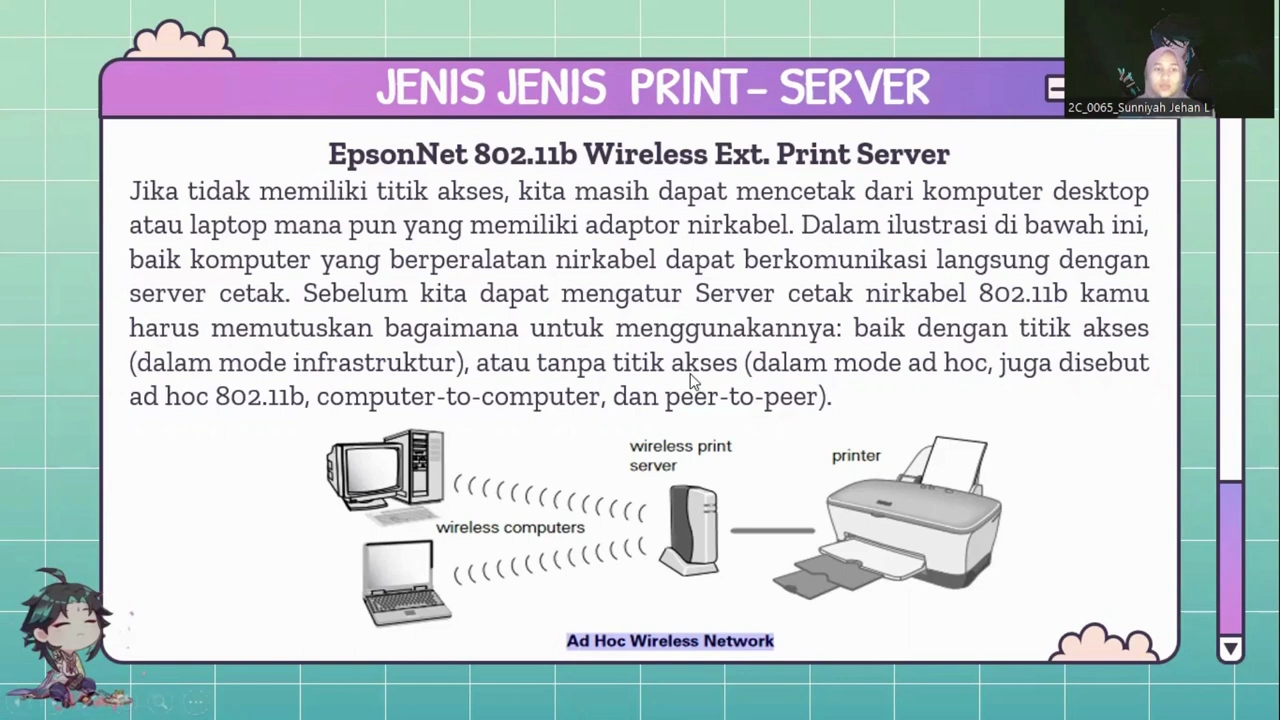 JENIS JENIS PRINT- SERVER
2C_0065_Sunniyah Jehan L
EpsonNet 802.11b Wireless Ext. Print Server
Jika tidak memiliki titik akses, kita masih dapat mencetak dari komputer desktop
atau laptop mana pun yang memiliki adaptor nirkabel. Dalam ilustrasi di bawah ini,
baik komputer yang berperalatan nirkabel dapat berkomunikasi langsung dengan
server cetak. Sebelum kita dapat mengatur Server cetak nirkabel 802.11b kamu
harus memutuskan bagaimana untuk menggunakannya: baik dengan titik akses
(dalam mode infrastruktur), atau tanpa titik akses (dalam mode ad hoc, juga disebut
ad hoc 802.11b, computer-to-computer, dan peer-to-peer).
wireless print
server
printer
wireless computers
Ad Hoc Wireless Network